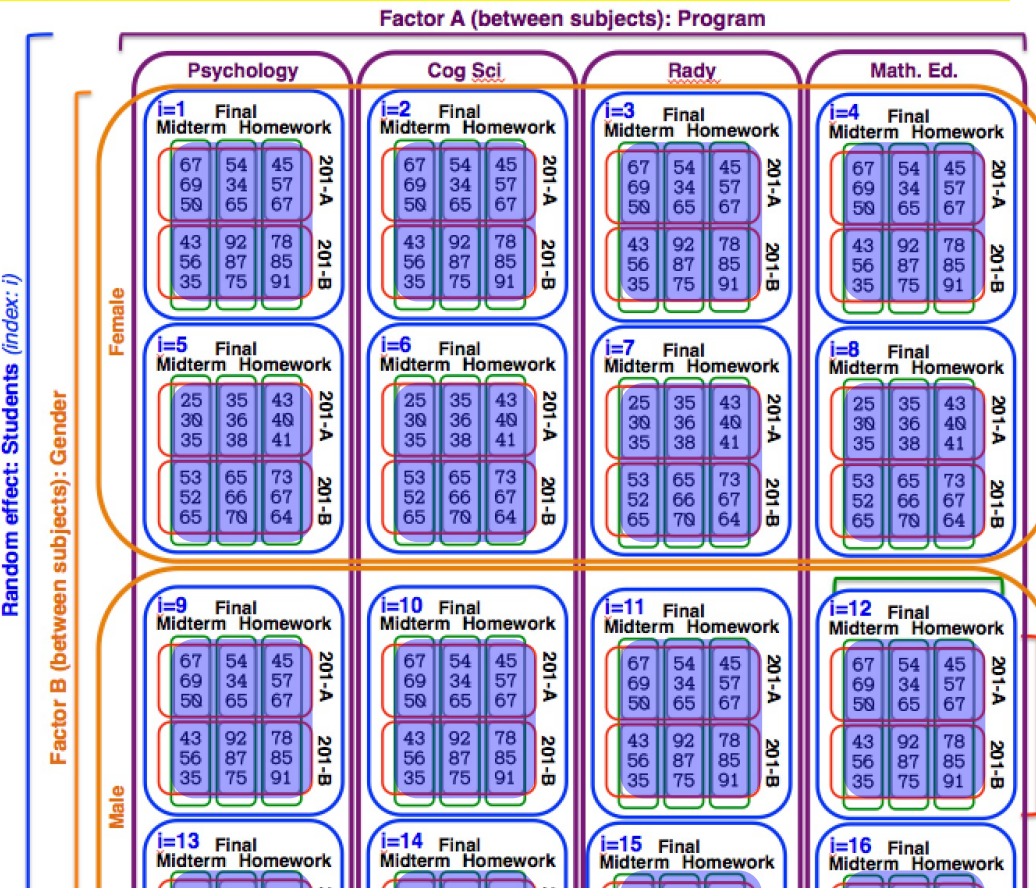 Factor A (between subjects): Program
Random effect: Students (index: i)
Factor B (between subjects): Gender
Psychology Cog Sci Rady Math. Ed.
Female
i=1 Final i=2 Final i=3 Final i=4 Final
Midterm Homework Midterm Homework Midterm Homework Midterm Homework
67 54 45 67 54 45 67 54 45 67 54 45
69 34 57 69 34 57 69 34 57 69 34 57
50 65 67 50 65 67 50 65 67 50 65 67
201-A 201-A 201-A 201-A
43 92 78 43 92 78 43 92 78 43 92 78
56 87 85 56 87 85 56 87 85 56 87 85
35 75 91 35 75 91 35 75 91 35 75 91
201-B 201-B 201-B 201-B
i=5 Final i=6 Final i=7 Final i=8 Final
Midterm Homework Midterm Homework Midterm Homework Midterm Homework
25 35 43 25 35 43 25 35 43 25 35 43
30 36 40 30 36 40 30 36 40 30 36 40
35 38 41 35 38 41 35 38 41 35 38 41
201-A 201-A 201-A 201-A
53 65 73 53 65 73 53 65 73 53 65 73
52 66 67 52 66 67 52 66 67 52 66 67
65 70 64 65 70 64 65 70 64 65 70 64
201-B 201-B 201-B 201-B
Male
i=9 Final i=10 Final i=11 Final i=12 Final
Midterm Homework Midterm Homework Midterm Homework Midterm Homework
67 54 45 67 54 45 67 54 45 67 54 45
69 34 57 69 34 57 69 34 57 69 34 57
50 65 67 50 65 67 50 65 67 50 65 67
201-A 201-A 201-A 201-A
43 92 78 43 92 78 43 92 78 43 92 78
56 87 85 56 87 85 56 87 85 56 87 85
35 75 91 35 75 91 35 75 91 35 75 91
201-B 201-B 201-B 201-B
i=13 Final i=14 Final i=15 Final i=16 Final
Midterm Homework Midterm Homework Midterm Homework Midterm Homework